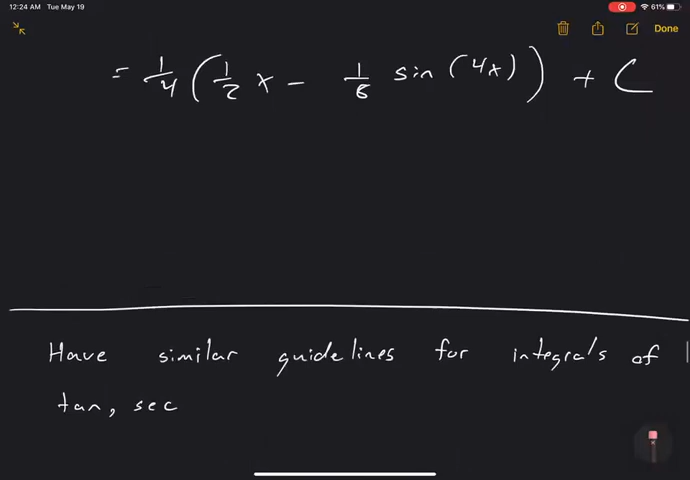 12:24 AM Tue May 19 61%
Done
= 1/4 ( 1/2 x - 1/8 sin (4x) ) + C
Have similar guidelines for integrals of
tan, sec